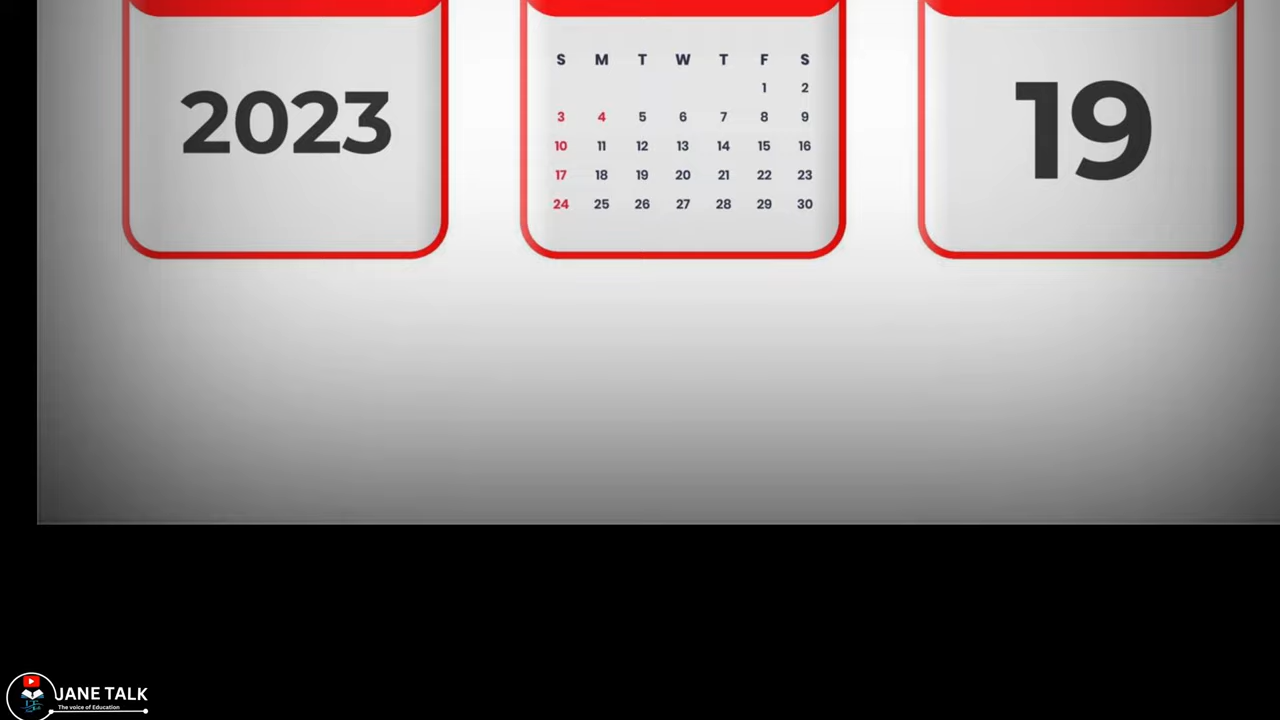 2023
S M T W T F S
1 2
3 4 5 6 7 8 9
10 11 12 13 14 15 16
17 18 19 20 21 22 23
24 25 26 27 28 29 30
19
JANE TALK
The voice of Education